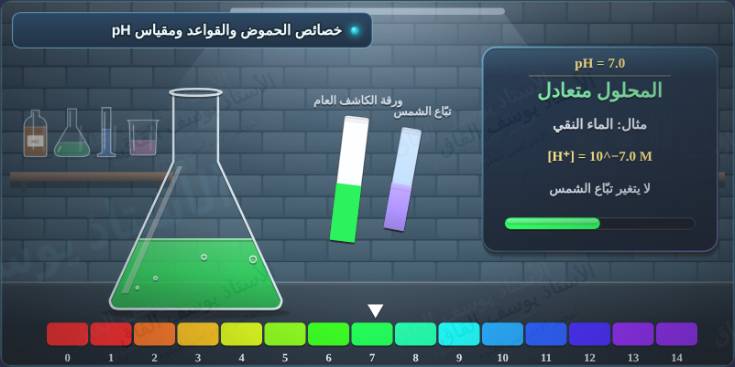 خصائص الحموض والقواعد ومقياس pH
pH = 7.0
المحلول متعادل
مثال: الماء النقي
[H⁺] = 10^−7.0 M
لا يتغير تبّاع الشمس
ورقة الكاشف العام
تبّاع الشمس
0 1 2 3 4 5 6 7 8 9 10 11 12 13 14